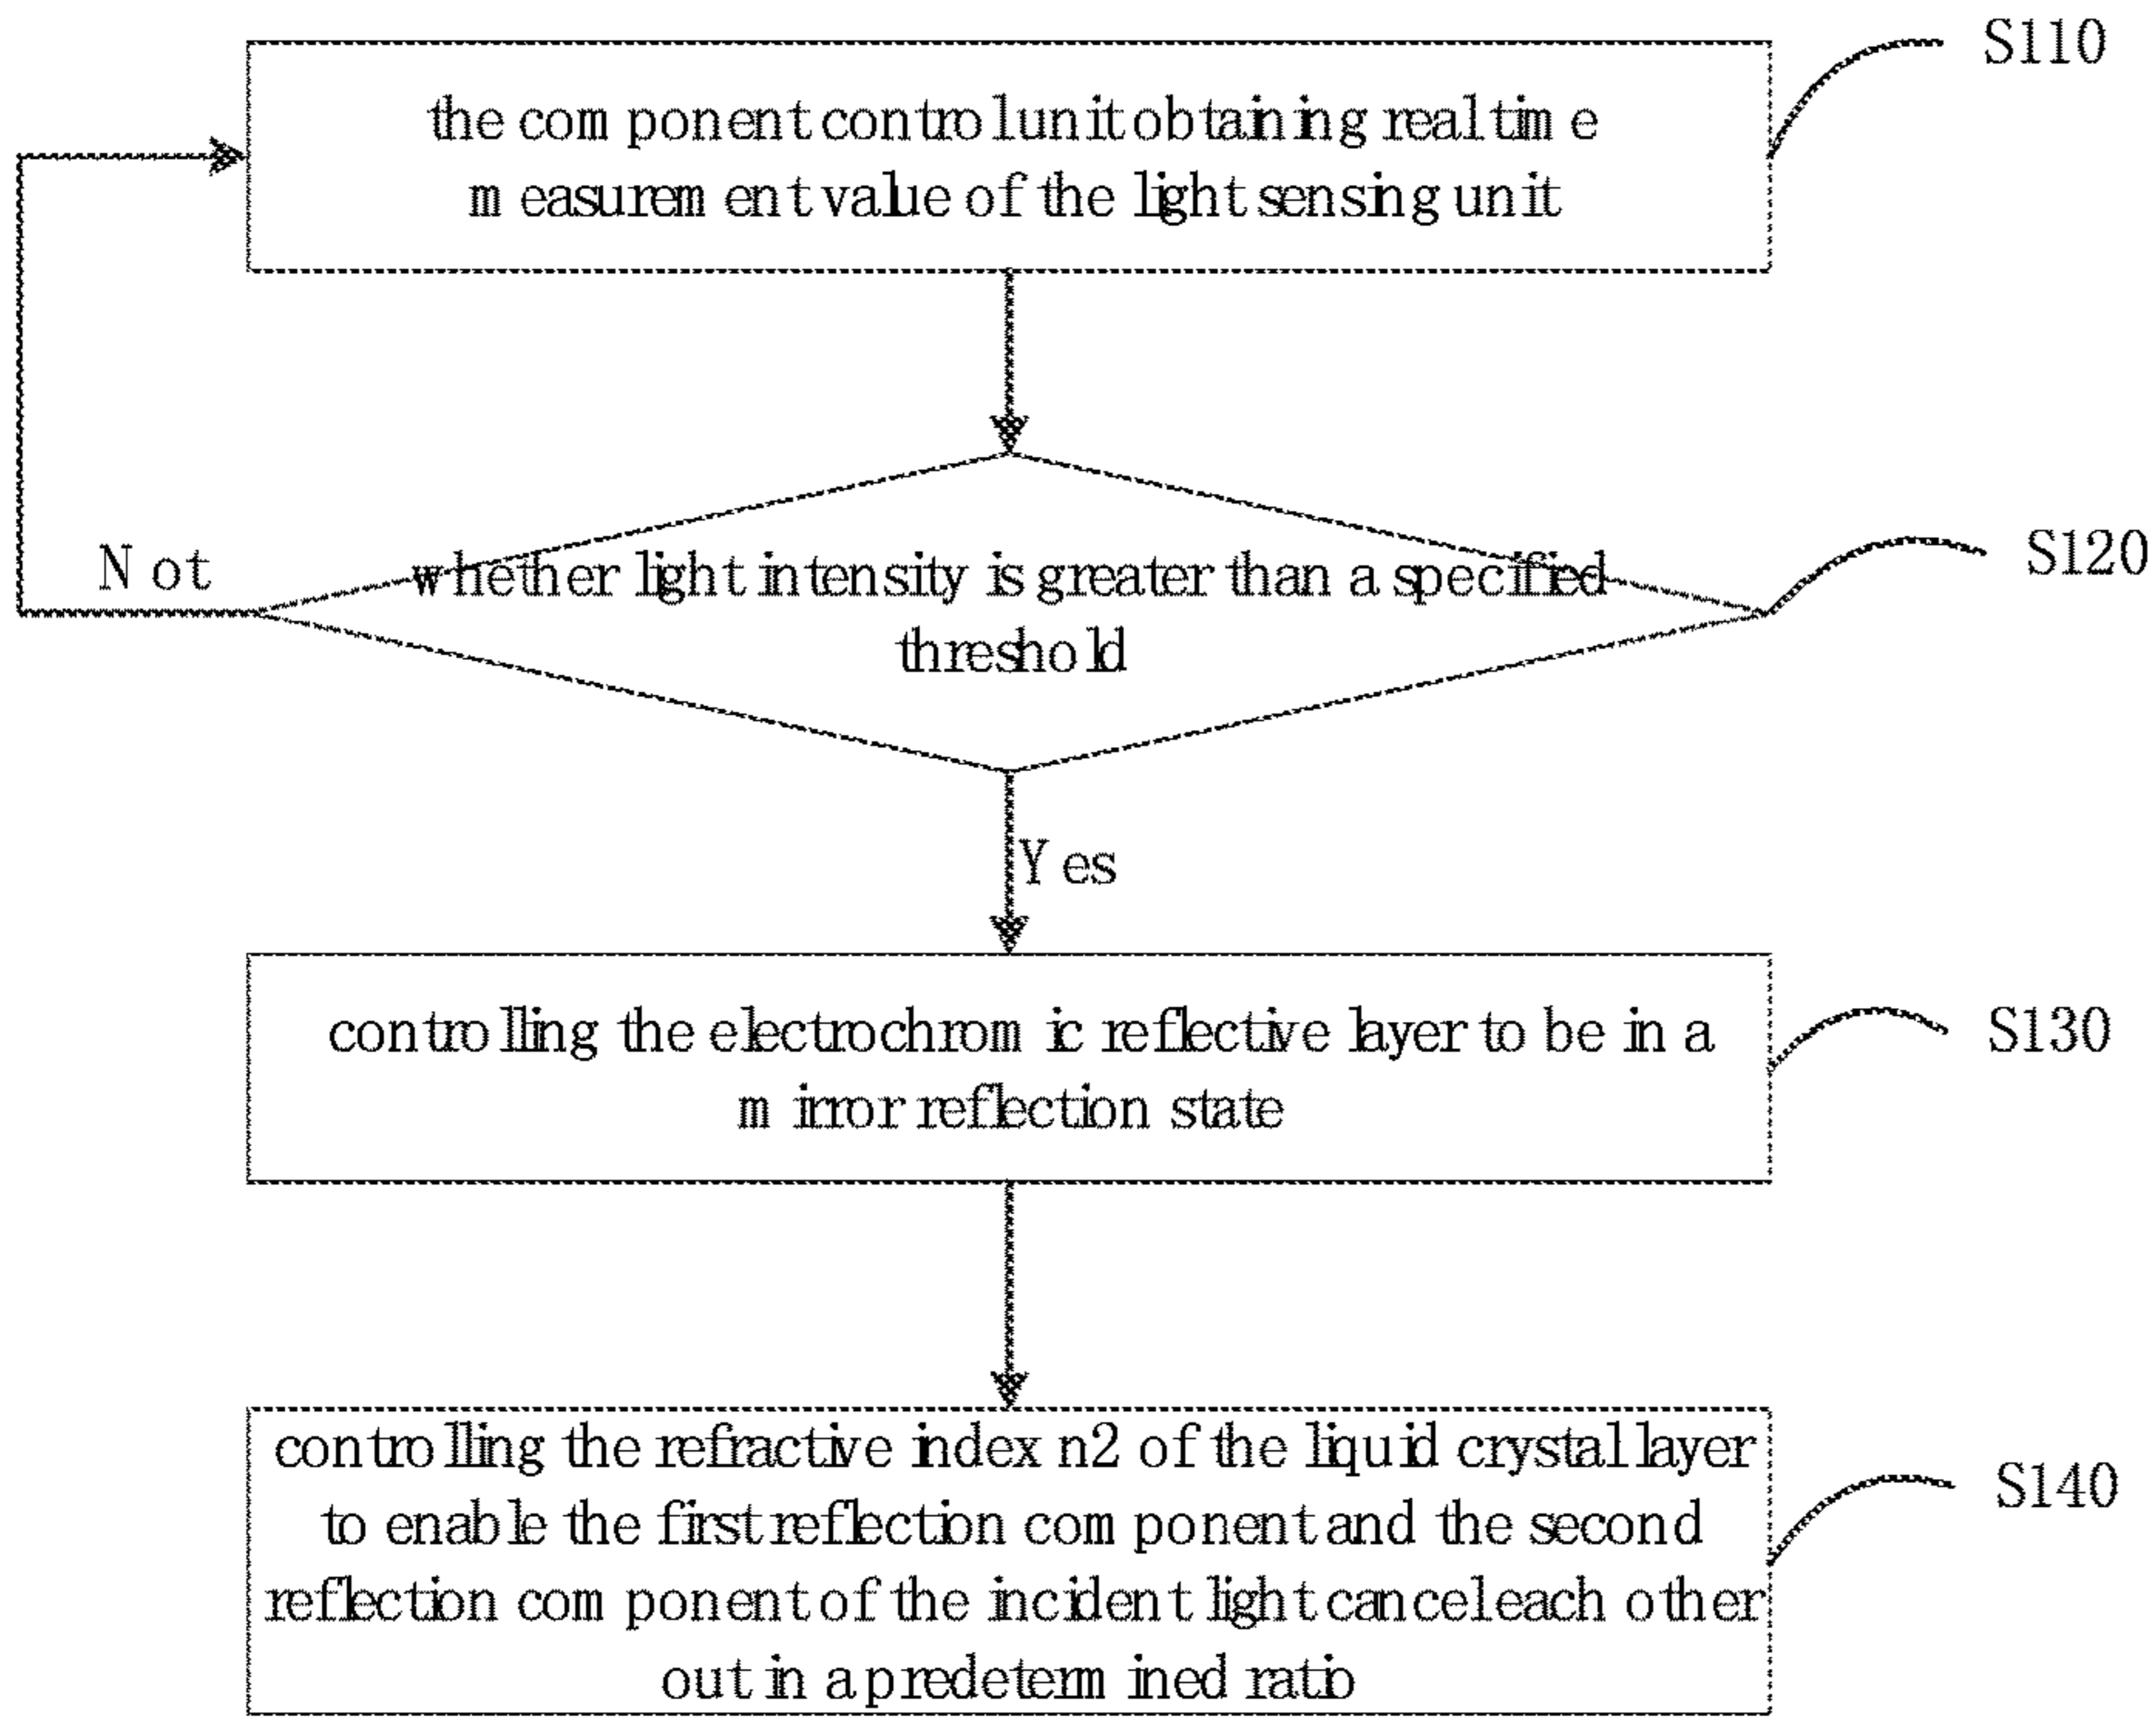 S110
the component control unit obtaining real time
measurement value of the light sensing unit
S120
Not
whether light intensity is greater than a specified
threshold
Yes
S130
controlling the electrochromic reflective layer to be in a
mirror reflection state
S140
controlling the refractive index n2 of the liquid crystal layer
to enable the first reflection component and the second
reflection component of the incident light cancel each other
out in a predetermined ratio